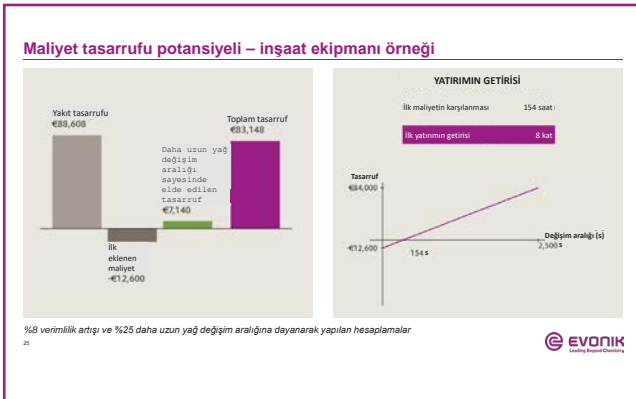 Maliyet tasarrufu potansiyeli – inşaat ekipmanı örneği
Yakıt tasarrufu
€88,608
İlk
eklenen
maliyet
-€12,600
Daha uzun yağ
değişim
aralığı
sayesinde
elde edilen
tasarruf
€7,140
Toplam tasarruf
€83,148
YATIRIMIN GETİRİSİ
İlk maliyetin karşılanması 154 saat
İlk yatırımın getirisi 8 kat
Tasarruf
€84,000
-€12,600
154 s
Değişim aralığı (s)
2,500 s
%8 verimlilik artışı ve %25 daha uzun yağ değişim aralığına dayanarak yapılan hesaplamalar
25
EVONIK
Leading Beyond Chemistry